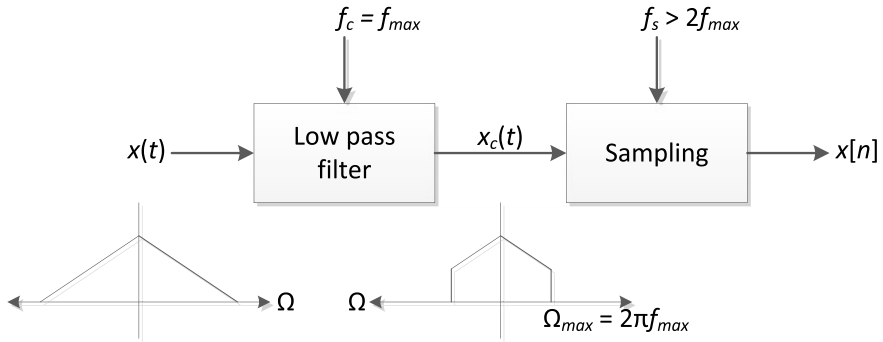 f_c = f_max
f_s > 2f_max
x(t)
Low pass
filter
x_c(t)
Sampling
x[n]
Ω
Ω
Ω_max = 2πf_max